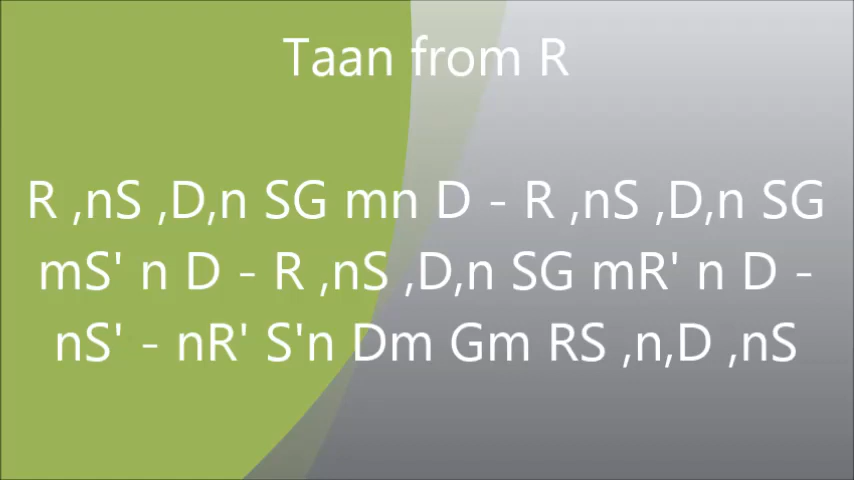 Taan from R
R ,nS ,D,n SG mn D - R ,nS ,D,n SG
mS' n D - R ,nS ,D,n SG mR' n D -
nS' - nR' S'n Dm Gm RS ,n,D ,nS